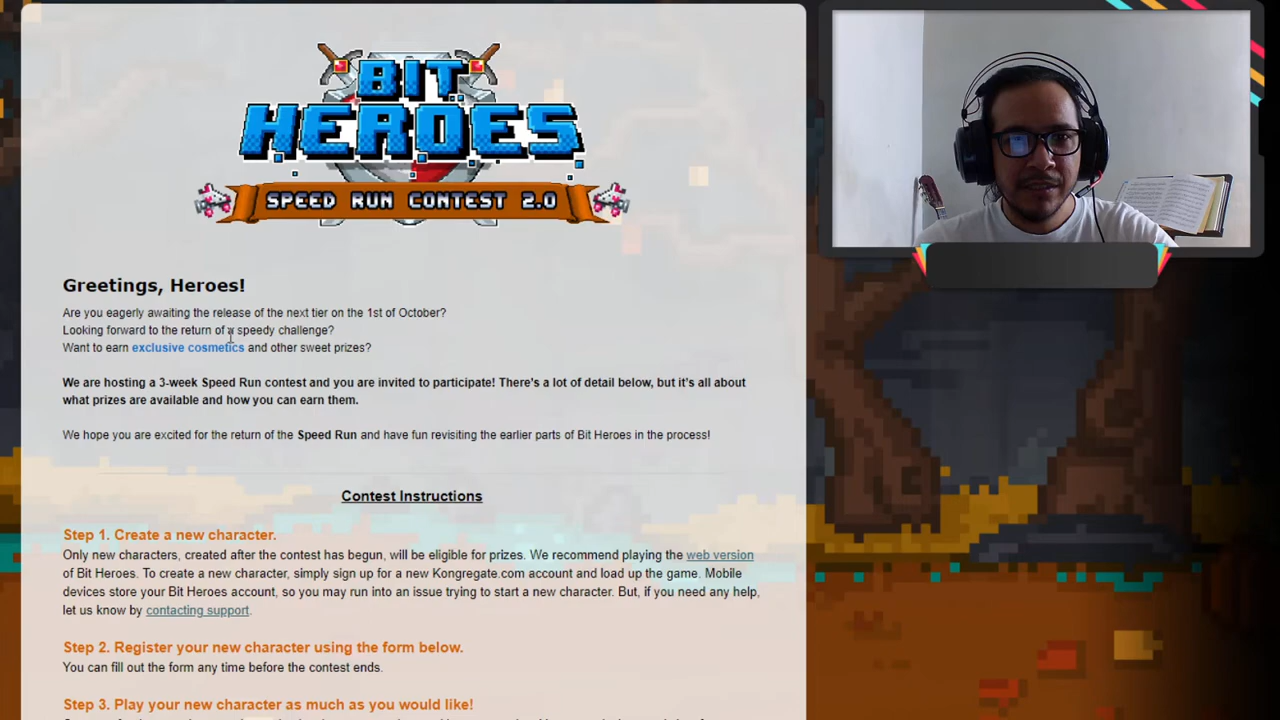 BIT
HEROES
SPEED RUN CONTEST 2.0
Greetings, Heroes!
Are you eagerly awaiting the release of the next tier on the 1st of October?
Looking forward to the return of a speedy challenge?
Want to earn exclusive cosmetics and other sweet prizes?
We are hosting a 3-week Speed Run contest and you are invited to participate! There's a lot of detail below, but it's all about
what prizes are available and how you can earn them.
We hope you are excited for the return of the Speed Run and have fun revisiting the earlier parts of Bit Heroes in the process!
Contest Instructions
Step 1. Create a new character.
Only new characters, created after the contest has begun, will be eligible for prizes. We recommend playing the web version
of Bit Heroes. To create a new character, simply sign up for a new Kongregate.com account and load up the game. Mobile
devices store your Bit Heroes account, so you may run into an issue trying to start a new character. But, if you need any help,
let us know by contacting support.
Step 2. Register your new character using the form below.
You can fill out the form any time before the contest ends.
Step 3. Play your new character as much as you would like!